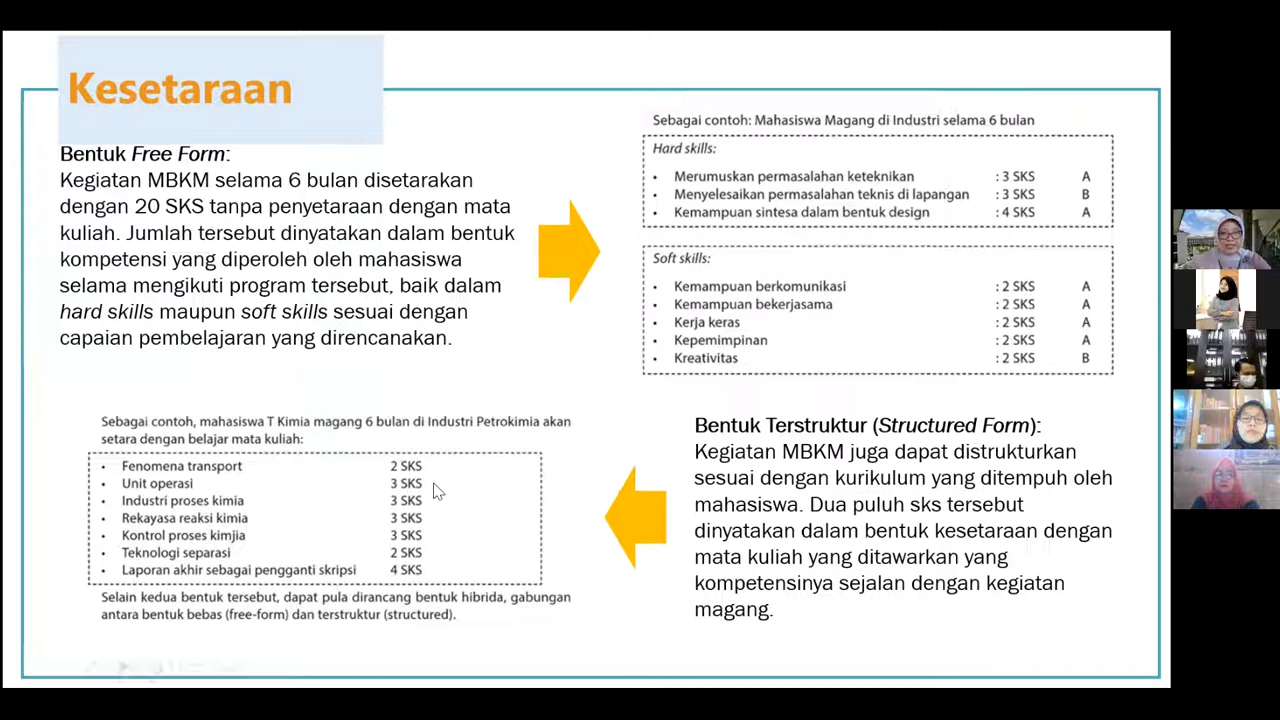 Kesetaraan
Bentuk Free Form:
Kegiatan MBKM selama 6 bulan disetarakan
dengan 20 SKS tanpa penyetaraan dengan mata
kuliah. Jumlah tersebut dinyatakan dalam bentuk
kompetensi yang diperoleh oleh mahasiswa
selama mengikuti program tersebut, baik dalam
hard skills maupun soft skills sesuai dengan
capaian pembelajaran yang direncanakan.
Sebagai contoh: Mahasiswa Magang di Industri selama 6 bulan
Hard skills:
• Merumuskan permasalahan keteknikan : 3 SKS A
• Menyelesaikan permasalahan teknis di lapangan : 3 SKS B
• Kemampuan sintesa dalam bentuk design : 4 SKS A
Soft skills:
• Kemampuan berkomunikasi : 2 SKS A
• Kemampuan bekerjasama : 2 SKS A
• Kerja keras : 2 SKS A
• Kepemimpinan : 2 SKS A
• Kreativitas : 2 SKS B
Bentuk Terstruktur (Structured Form):
Kegiatan MBKM juga dapat distrukturkan
sesuai dengan kurikulum yang ditempuh oleh
mahasiswa. Dua puluh sks tersebut
dinyatakan dalam bentuk kesetaraan dengan
mata kuliah yang ditawarkan yang
kompetensinya sejalan dengan kegiatan
magang.
Sebagai contoh, mahasiswa T Kimia magang 6 bulan di Industri Petrokimia akan
setara dengan belajar mata kuliah:
• Fenomena transport 2 SKS
• Unit operasi 3 SKS
• Industri proses kimia 3 SKS
• Rekayasa reaksi kimia 3 SKS
• Kontrol proses kimjia 3 SKS
• Teknologi separasi 2 SKS
• Laporan akhir sebagai pengganti skripsi 4 SKS
Selain kedua bentuk tersebut, dapat pula dirancang bentuk hibrida, gabungan
antara bentuk bebas (free-form) dan terstruktur (structured).